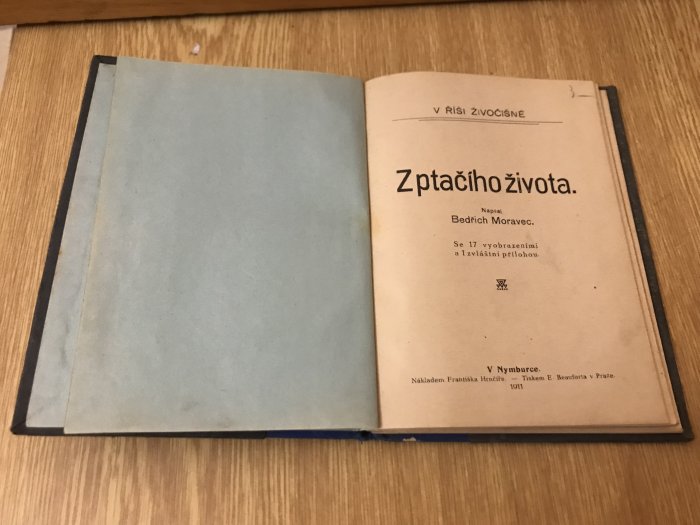 3—
V ŘÍŠI ŽIVOČIŠNÉ
Z ptačího života.
Napsal
Bedřich Moravec.
Se 17 vyobrazeními
a 1 zvláštní přílohou.
V Nymburce.
Nákladem Františka Hrnčíře. — Tiskem E. Beauforta v Praze.
1911